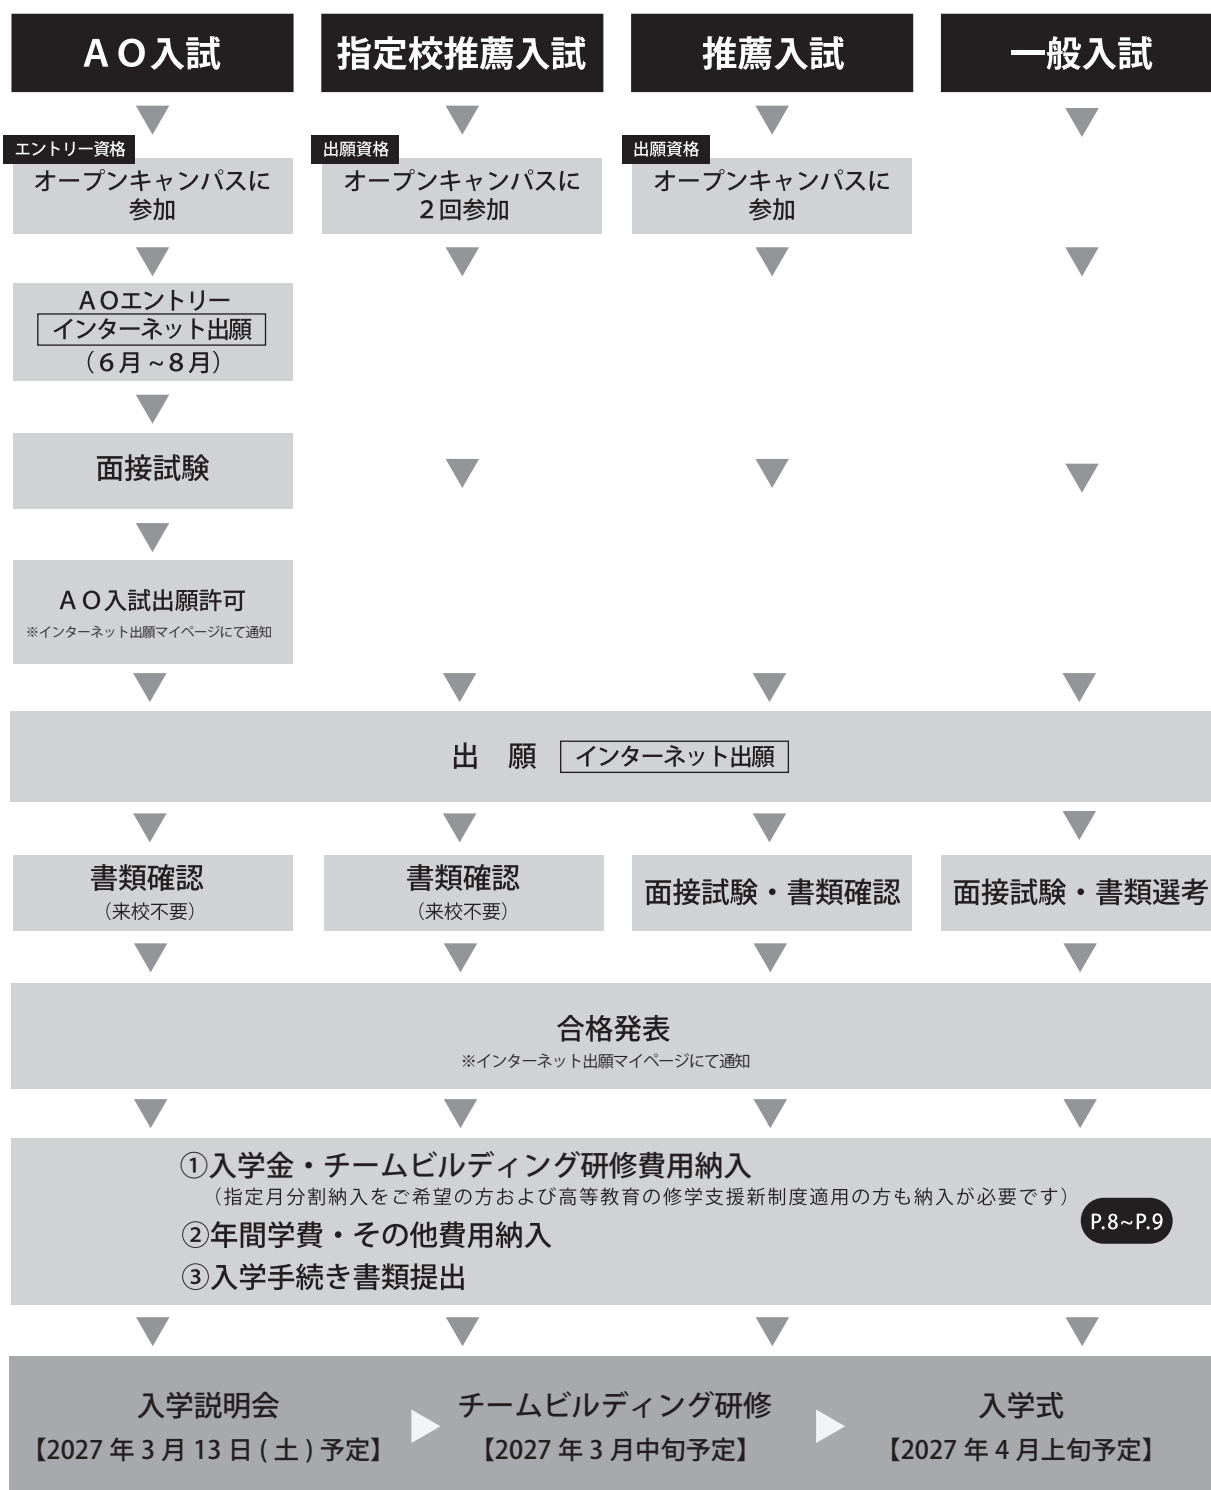 ＡＯ入試
指定校推薦入試
推薦入試
一般入試
エントリー資格
オープンキャンパスに
参加
出願資格
オープンキャンパスに
２回参加
出願資格
オープンキャンパスに
参加
ＡＯエントリー
インターネット出願
（６月～８月）
面接試験
ＡＯ入試出願許可
※インターネット出願マイページにて通知
出　願　インターネット出願
書類確認
（来校不要）
書類確認
（来校不要）
面接試験・書類確認
面接試験・書類選考
合格発表
※インターネット出願マイページにて通知
①入学金・チームビルディング研修費用納入
（指定月分割納入をご希望の方および高等教育の修学支援新制度適用の方も納入が必要です）
②年間学費・その他費用納入
③入学手続き書類提出
P.8~P.9
入学説明会
【2027 年 3 月 13 日 ( 土 ) 予定】
チームビルディング研修
【2027 年 3 月中旬予定】
入学式
【2027 年 4 月上旬予定】